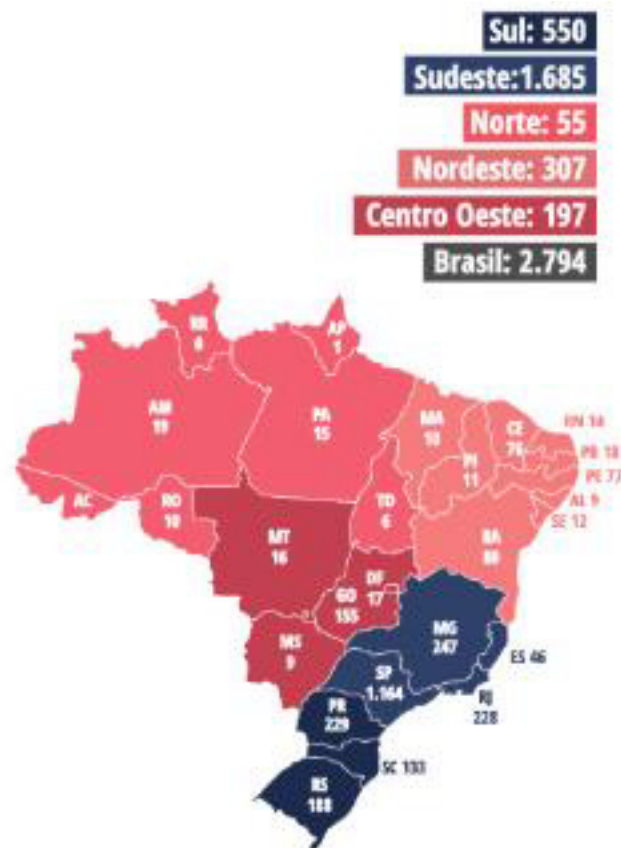 Sul: 550
Sudeste:1.685
Norte: 55
Nordeste: 307
Centro Oeste: 197
Brasil: 2.794
RR
AP
1
AM
19
PA
15
MA
10
CE
76
RN 14
PB 18
PE 77
AL 9
SE 12
PI
11
AC
RO
10
TO
6
BA
80
MT
16
DF
17
GO
155
MS
9
MG
247
ES 46
SP
1.164
RJ
228
PR
229
SC 133
RS
188